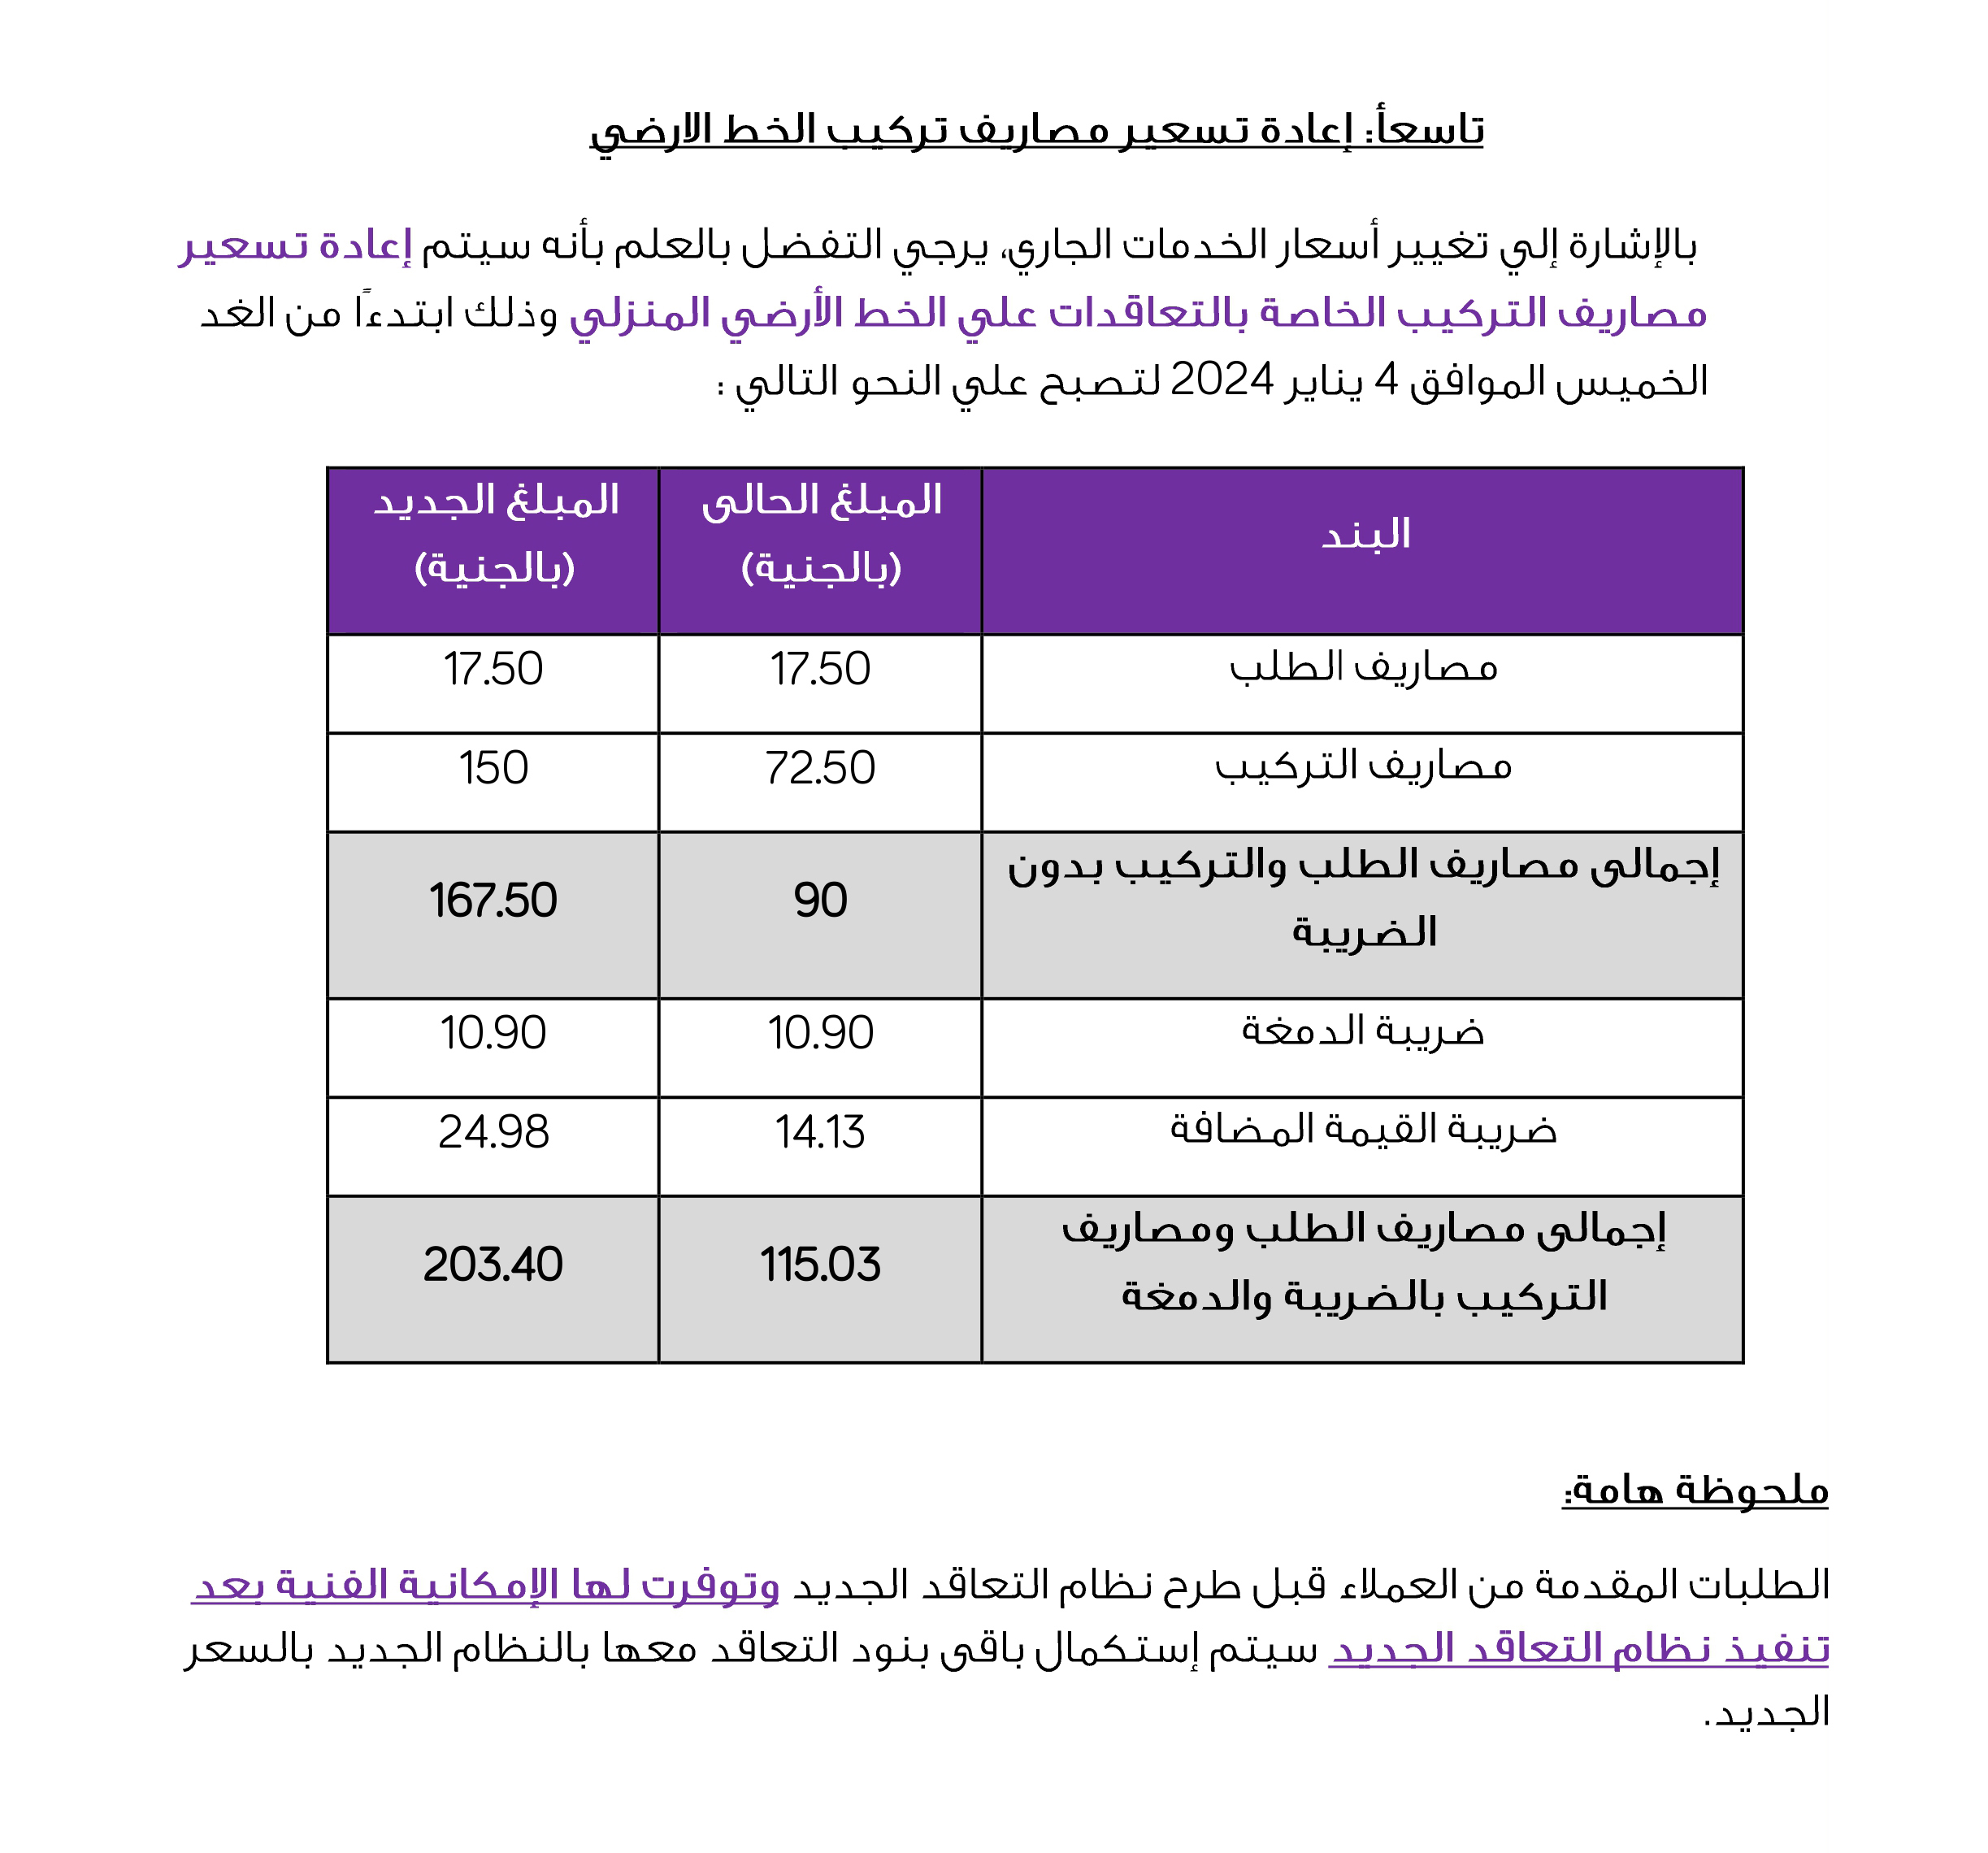 تاسعأ: إعادة تسعير مصاريف تركيب الخط الارضي
بالإشارة إلي تغيير أسعار الخدمات الجاري، يرجي التفضل بالعلم بأنه سيتم إعادة تسعير
مصاريف التركيب الخاصة بالتعاقدات علي الخط الأرضي المنزلي وذلك ابتدءاً من الغد
الخميس الموافق 4 يناير 2024 لتصبح علي النحو التالي :
البند المبلغ الحالى المبلغ الجديد
(بالجنية) (بالجنية)
مصاريف الطلب 17.50 17.50
مصاريف التركيب 72.50 150
إجمالى مصاريف الطلب والتركيب بدون
الضريبة 90 167.50
ضريبة الدمغة 10.90 10.90
ضريبة القيمة المضافة 14.13 24.98
إجمالى مصاريف الطلب ومصاريف
التركيب بالضريبة والدمغة 115.03 203.40
ملحوظة هامة:
الطلبات المقدمة من العملاء قبل طرح نظام التعاقد الجديد وتوفرت لها الإمكانية الفنية بعد
تنفيذ نظام التعاقد الجديد سيتم إستكمال باقى بنود التعاقد معها بالنظام الجديد بالسعر
الجديد.